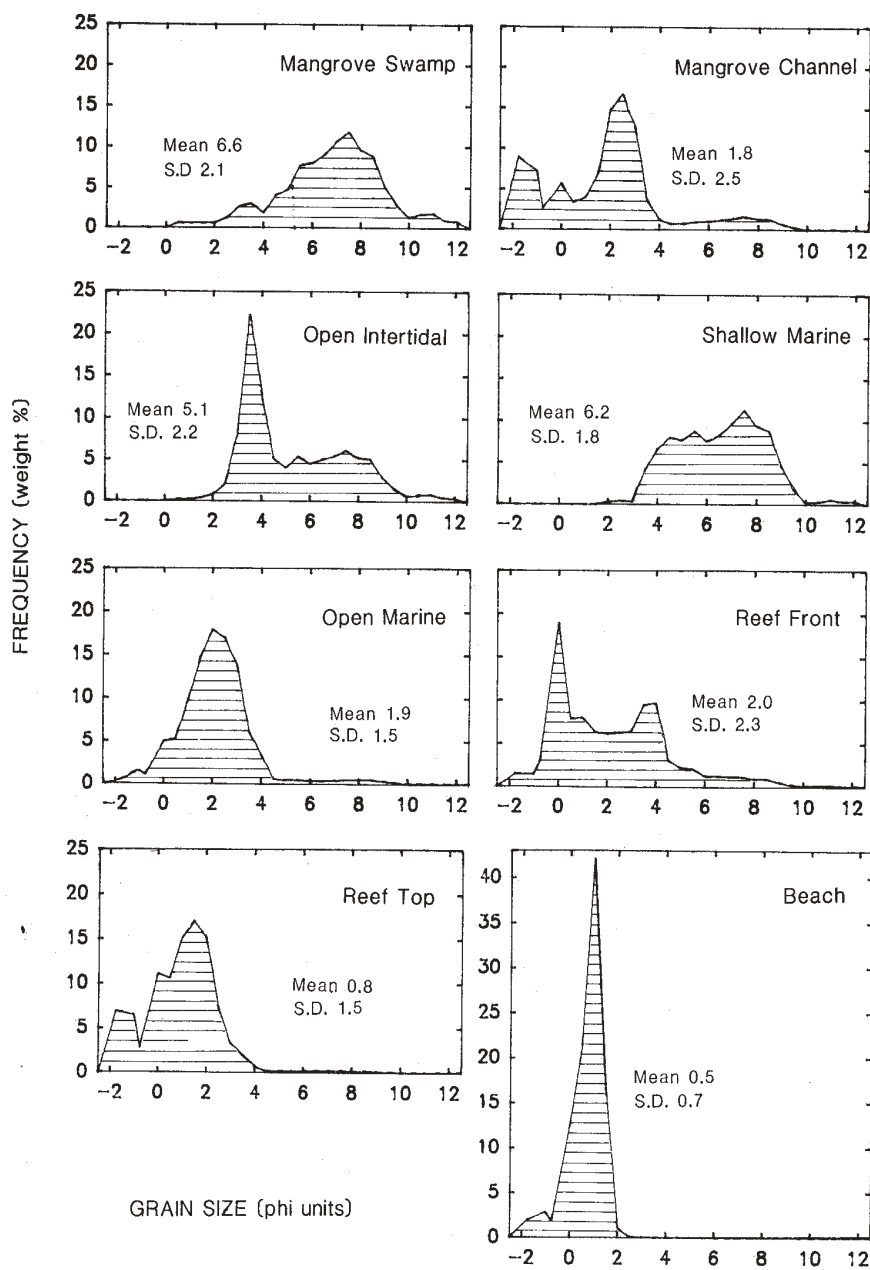 FREQUENCY (weight %)
25
20
15
10
5
0
Mangrove Swamp
Mean 6.6
S.D 2.1
−2 0 2 4 6 8 10 12
Mangrove Channel
Mean 1.8
S.D. 2.5
−2 0 2 4 6 8 10 12
25
20
15
10
5
0
Open Intertidal
Mean 5.1
S.D. 2.2
−2 0 2 4 6 8 10 12
Shallow Marine
Mean 6.2
S.D. 1.8
−2 0 2 4 6 8 10 12
25
20
15
10
5
0
Open Marine
Mean 1.9
S.D. 1.5
−2 0 2 4 6 8 10 12
Reef Front
Mean 2.0
S.D. 2.3
−2 0 2 4 6 8 10 12
25
20
15
10
5
0
Reef Top
Mean 0.8
S.D. 1.5
−2 0 2 4 6 8 10 12
40
35
30
25
20
15
10
5
0
Beach
Mean 0.5
S.D. 0.7
−2 0 2 4 6 8 10 12
GRAIN SIZE (phi units)